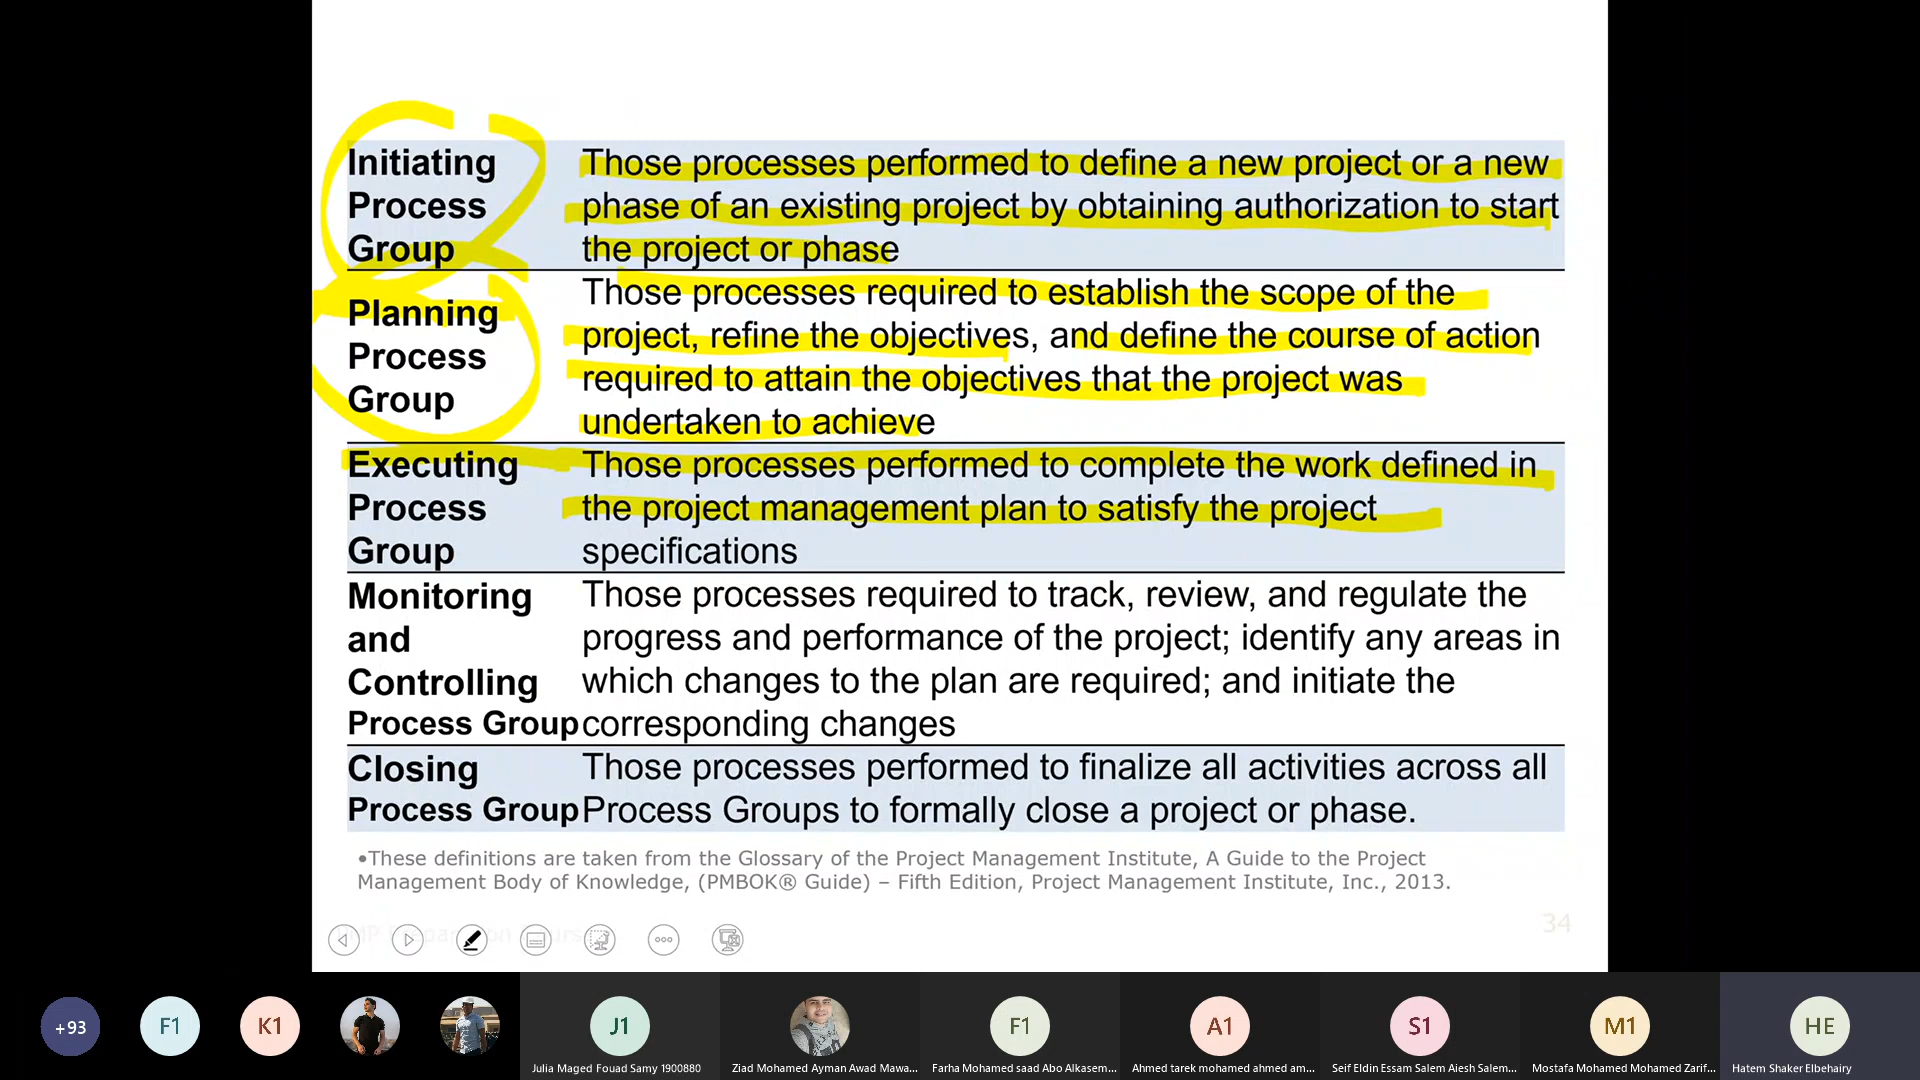 Initiating
Process
Group
Those processes performed to define a new project or a new
phase of an existing project by obtaining authorization to start
the project or phase
Planning
Process
Group
Those processes required to establish the scope of the
project, refine the objectives, and define the course of action
required to attain the objectives that the project was
undertaken to achieve
Executing
Process
Group
Those processes performed to complete the work defined in
the project management plan to satisfy the project
specifications
Monitoring
and
Controlling
Process Group
Those processes required to track, review, and regulate the
progress and performance of the project; identify any areas in
which changes to the plan are required; and initiate the
corresponding changes
Closing
Process Group
Those processes performed to finalize all activities across all
Process Groups to formally close a project or phase.
•These definitions are taken from the Glossary of the Project Management Institute, A Guide to the Project
Management Body of Knowledge, (PMBOK® Guide) – Fifth Edition, Project Management Institute, Inc., 2013.
34
+93
F1
K1
J1
F1
A1
S1
M1
HE
Julia Maged Fouad Samy 1900880
Ziad Mohamed Ayman Awad Mawa...
Farha Mohamed saad Abo Alkasem...
Ahmed tarek mohamed ahmed am...
Seif Eldin Essam Salem Aiesh Salem...
Mostafa Mohamed Mohamed Zarif...
Hatem Shaker Elbehairy